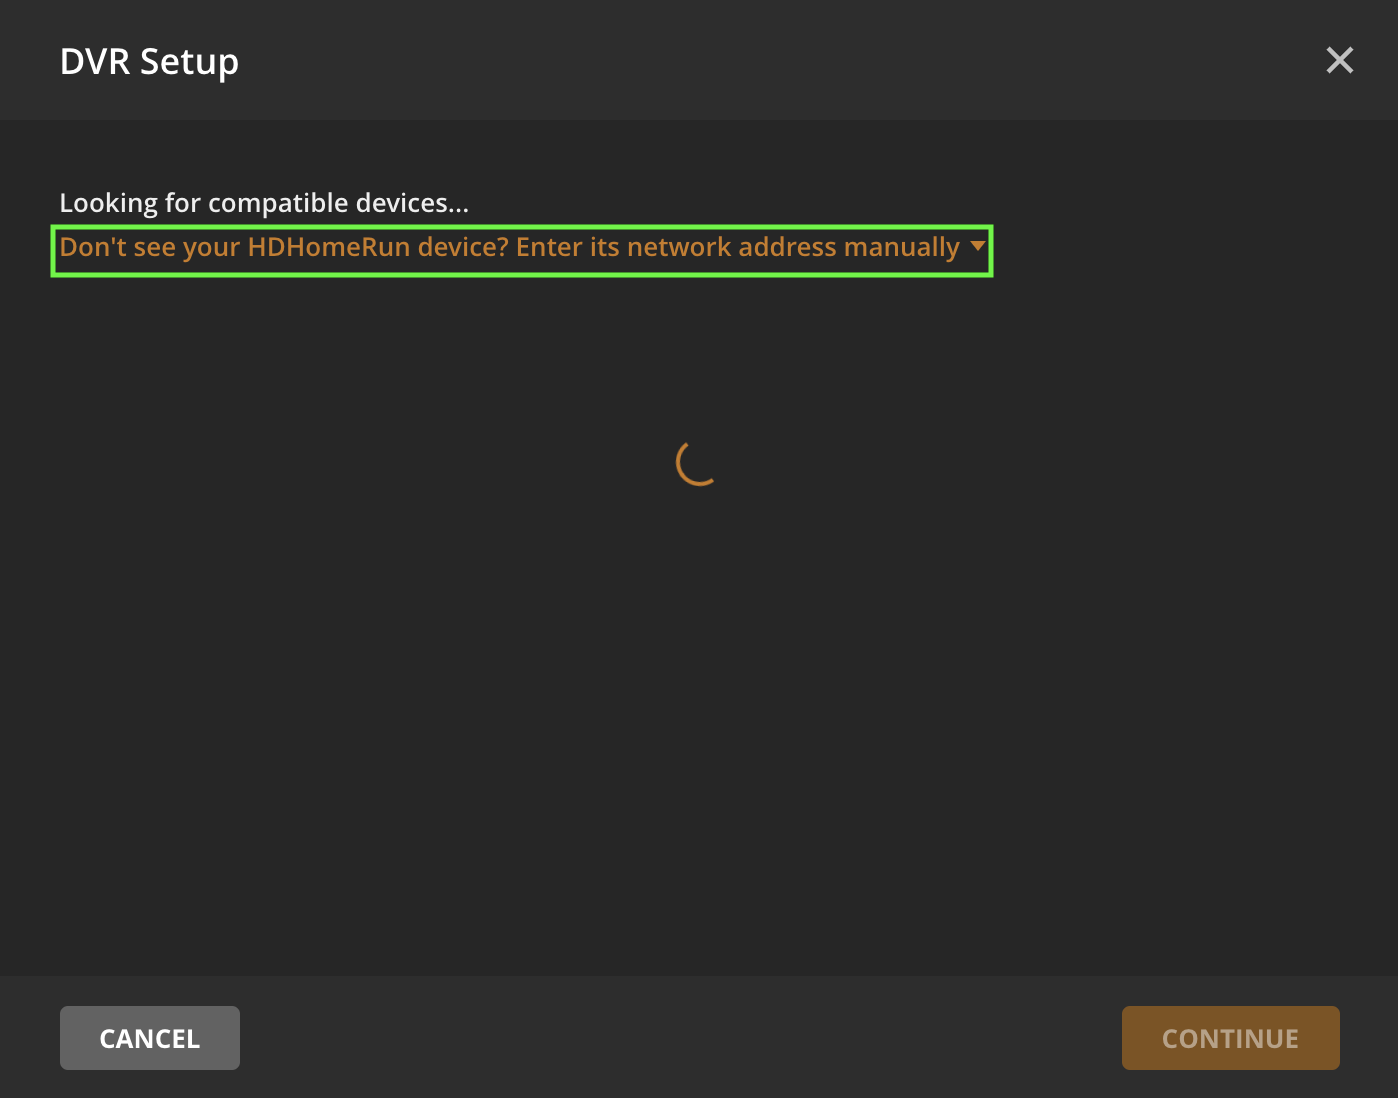 DVR Setup
Looking for compatible devices...
Don't see your HDHomeRun device? Enter its network address manually
CANCEL
CONTINUE